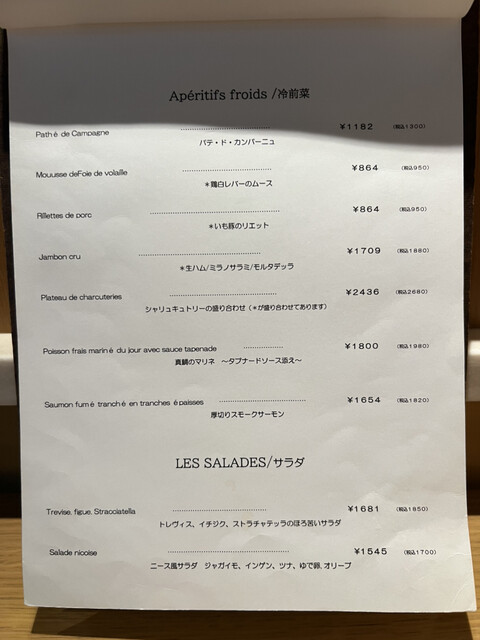 Apéritifs froids /冷前菜
Pathé de Campagne ¥1182 (税込1300)
パテ・ド・カンパーニュ
Mouusse deFoie de volaille ¥864 (税込950)
＊鶏白レバーのムース
Rillettes de porc ¥864 (税込950)
＊いも豚のリエット
Jambon cru ¥1709 (税込1880)
＊生ハム/ミラノサラミ/モルタデッラ
Plateau de charcuteries ¥2436 (税込2680)
シャリュキュトリーの盛り合わせ（＊が盛り合わせてあります）
Poisson frais mariné du jour avec sauce tapenade ¥1800 (税込1980)
真鯛のマリネ ～タプナードソース添え～
Saumon fumé tranché en tranches épaisses ¥1654 (税込1820)
厚切りスモークサーモン
LES SALADES/サラダ
Trevise, figue, Stracciatella ¥1681 (税込1850)
トレヴィス、イチジク、ストラチャテッラのほろ苦いサラダ
Salade nicoise ¥1545 (税込1700)
ニース風サラダ ジャガイモ、インゲン、ツナ、ゆで卵, オリーブ